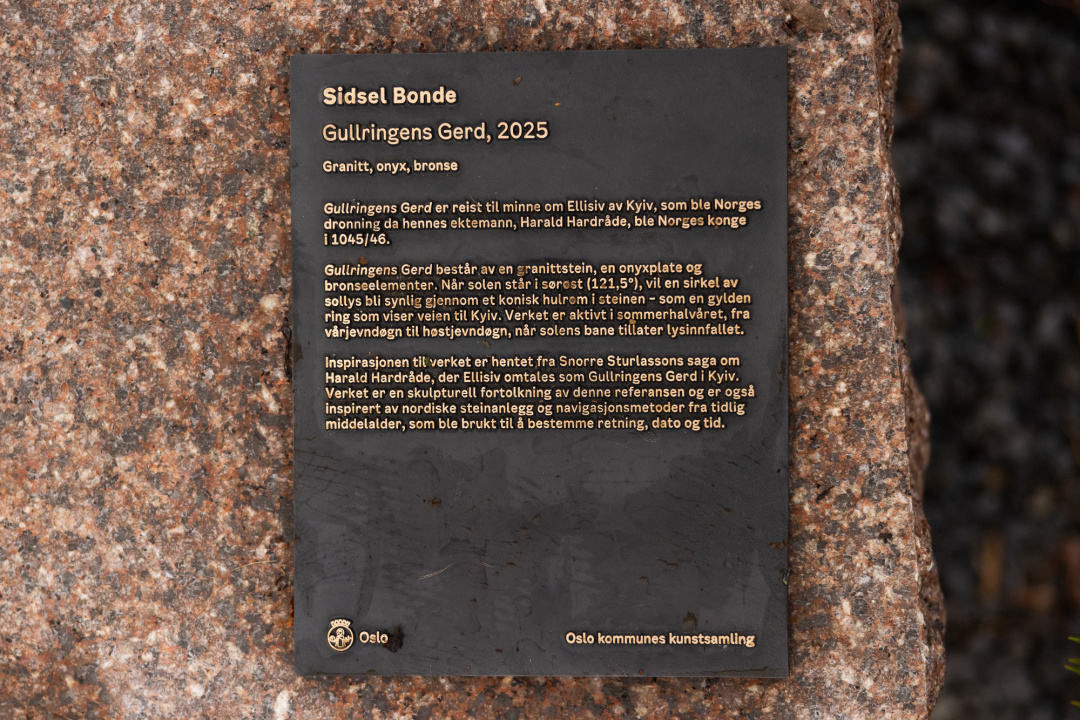 Sidsel Bonde
Gullringens Gerd, 2025
Granitt, onyx, bronse
Gullringens Gerd er reist til minne om Ellisiv av Kyiv, som ble Norges
dronning da hennes ektemann, Harald Hardråde, ble Norges konge
i 1045/46.
Gullringens Gerd består av en granittstein, en onyxplate og
bronseelementer. Når solen står i sørøst (121,5°), vil en sirkel av
sollys bli synlig gjennom et konisk hulrom i steinen – som en gylden
ring som viser veien til Kyiv. Verket er aktivt i sommerhalvåret, fra
vårjevndøgn til høstjevndøgn, når solens bane tillater lysinnfallet.
Inspirasjonen til verket er hentet fra Snorre Sturlassons saga om
Harald Hardråde, der Ellisiv omtales som Gullringens Gerd i Kyiv.
Verket er en skulpturell fortolkning av denne referansen og er også
inspirert av nordiske steinanlegg og navigasjonsmetoder fra tidlig
middelalder, som ble brukt til å bestemme retning, dato og tid.
Oslo
Oslo kommunes kunstsamling